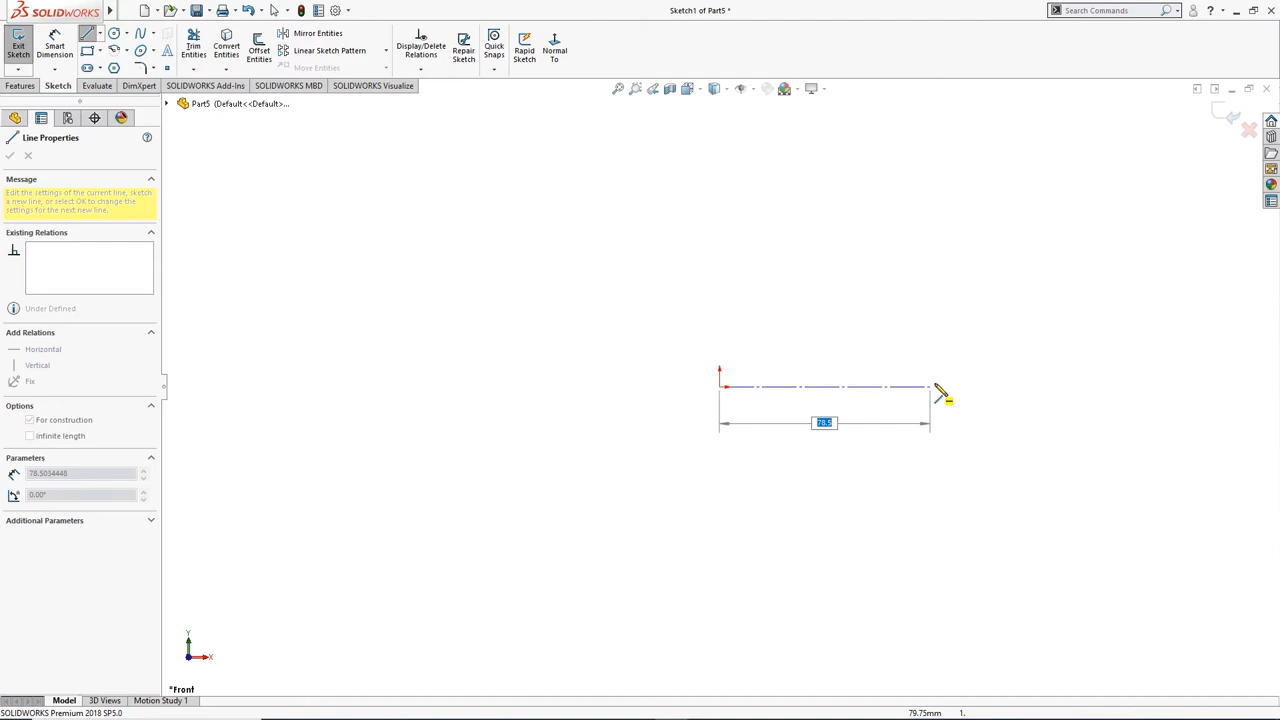 SOLIDWORKS
Sketch1 of Part5 *
Search Commands
Exit Sketch
Smart Dimension
Trim Entities
Convert Entities
Offset Entities
Mirror Entities
Linear Sketch Pattern
Move Entities
Display/Delete Relations
Repair Sketch
Quick Snaps
Rapid Sketch
Normal To
Features
Sketch
Evaluate
DimXpert
SOLIDWORKS Add-Ins
SOLIDWORKS MBD
SOLIDWORKS Visualize
Part5 (Default<<Default>...
Line Properties
Message
Edit the settings of the current line, sketch
a new line, or select OK to change the
settings for the next new line.
Existing Relations
Under Defined
Add Relations
Horizontal
Vertical
Fix
Options
For construction
Infinite length
Parameters
78.5034448
0.00°
Additional Parameters
78.5
Y
X
*Front
Model
3D Views
Motion Study 1
SOLIDWORKS Premium 2018 SP5.0
79.75mm
1.